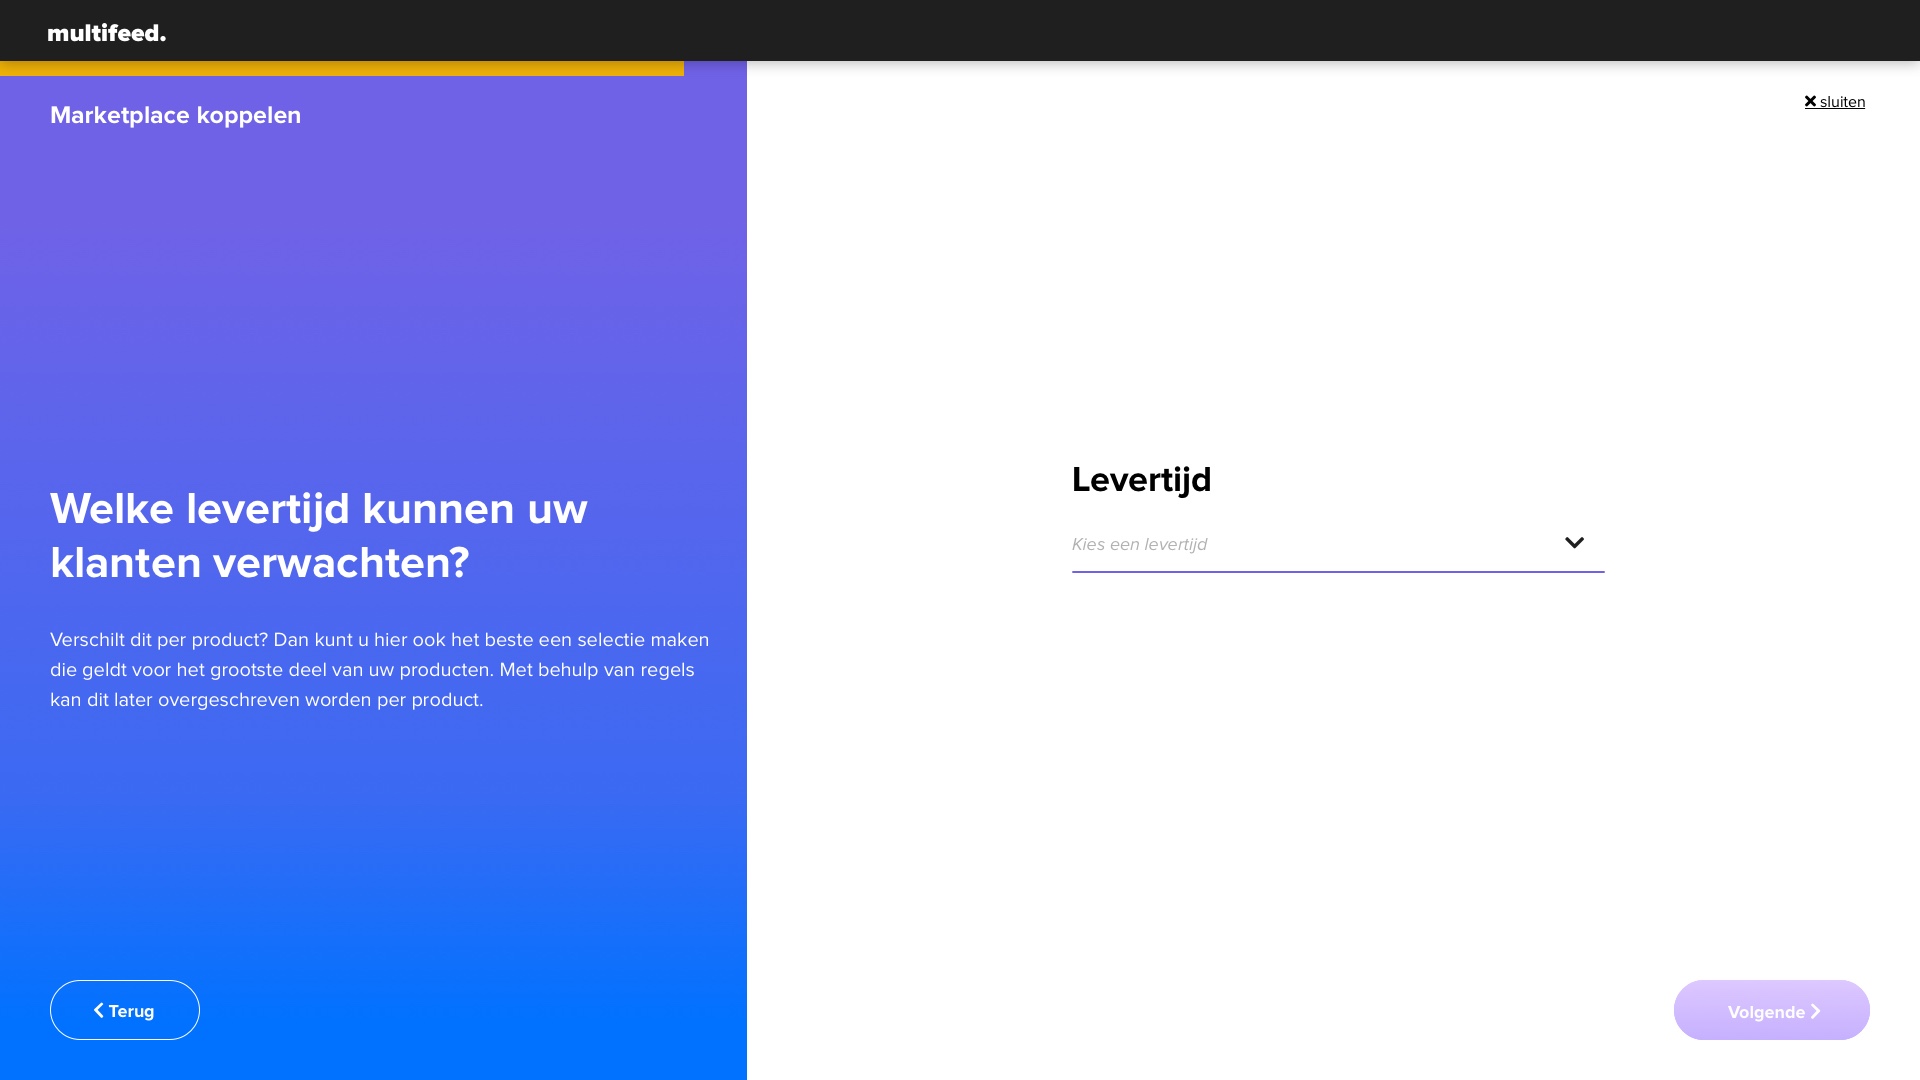 multifeed.
Marketplace koppelen
sluiten
Welke levertijd kunnen uw
klanten verwachten?
Verschilt dit per product? Dan kunt u hier ook het beste een selectie maken
die geldt voor het grootste deel van uw producten. Met behulp van regels
kan dit later overgeschreven worden per product.
Levertijd
Kies een levertijd
Terug
Volgende